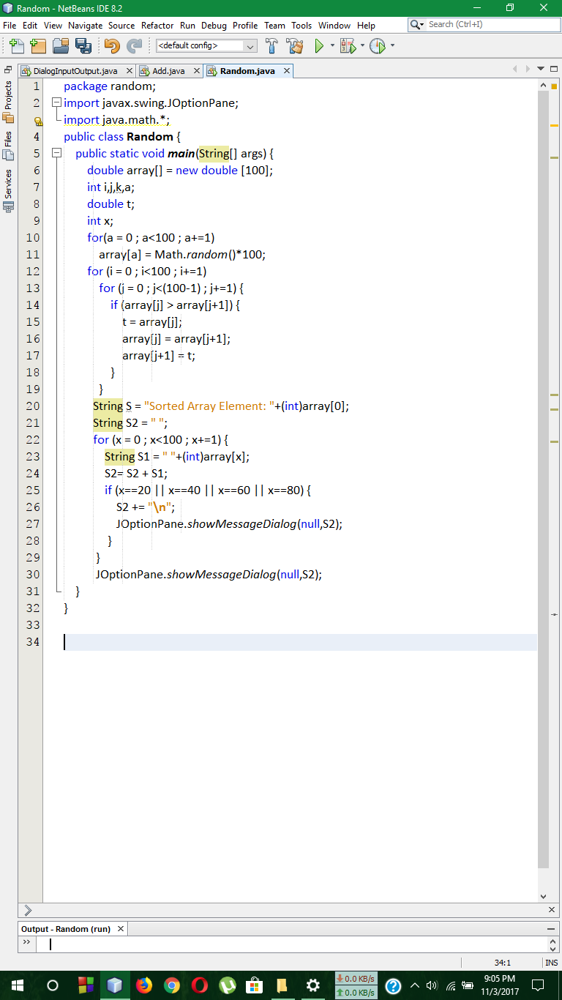 Random - NetBeans IDE 8.2
File Edit View Navigate Source Refactor Run Debug Profile Team Tools Window Help
Search (Ctrl+I)
<default config>
DialogInputOutput.java Add.java Random.java
Projects
Files
Services
1 package random;
2 import javax.swing.JOptionPane;
import java.math.*;
4 public class Random {
5 public static void main(String[] args) {
6 double array[] = new double [100];
7 int i,j,k,a;
8 double t;
9 int x;
10 for(a = 0 ; a<100 ; a+=1)
11 array[a] = Math.random()*100;
12 for (i = 0 ; i<100 ; i+=1)
13 for (j = 0 ; j<(100-1) ; j+=1) {
14 if (array[j] > array[j+1]) {
15 t = array[j];
16 array[j] = array[j+1];
17 array[j+1] = t;
18 }
19 }
20 String S = "Sorted Array Element: "+(int)array[0];
21 String S2 = " ";
22 for (x = 0 ; x<100 ; x+=1) {
23 String S1 = " "+(int)array[x];
24 S2= S2 + S1;
25 if (x==20 || x==40 || x==60 || x==80) {
26 S2 += "\n";
27 JOptionPane.showMessageDialog(null,S2);
28 }
29 }
30 JOptionPane.showMessageDialog(null,S2);
31 }
32 }
33
34
Output - Random (run)
34:1 INS
0.0 KB/s
0.0 KB/s
9:05 PM
11/3/2017